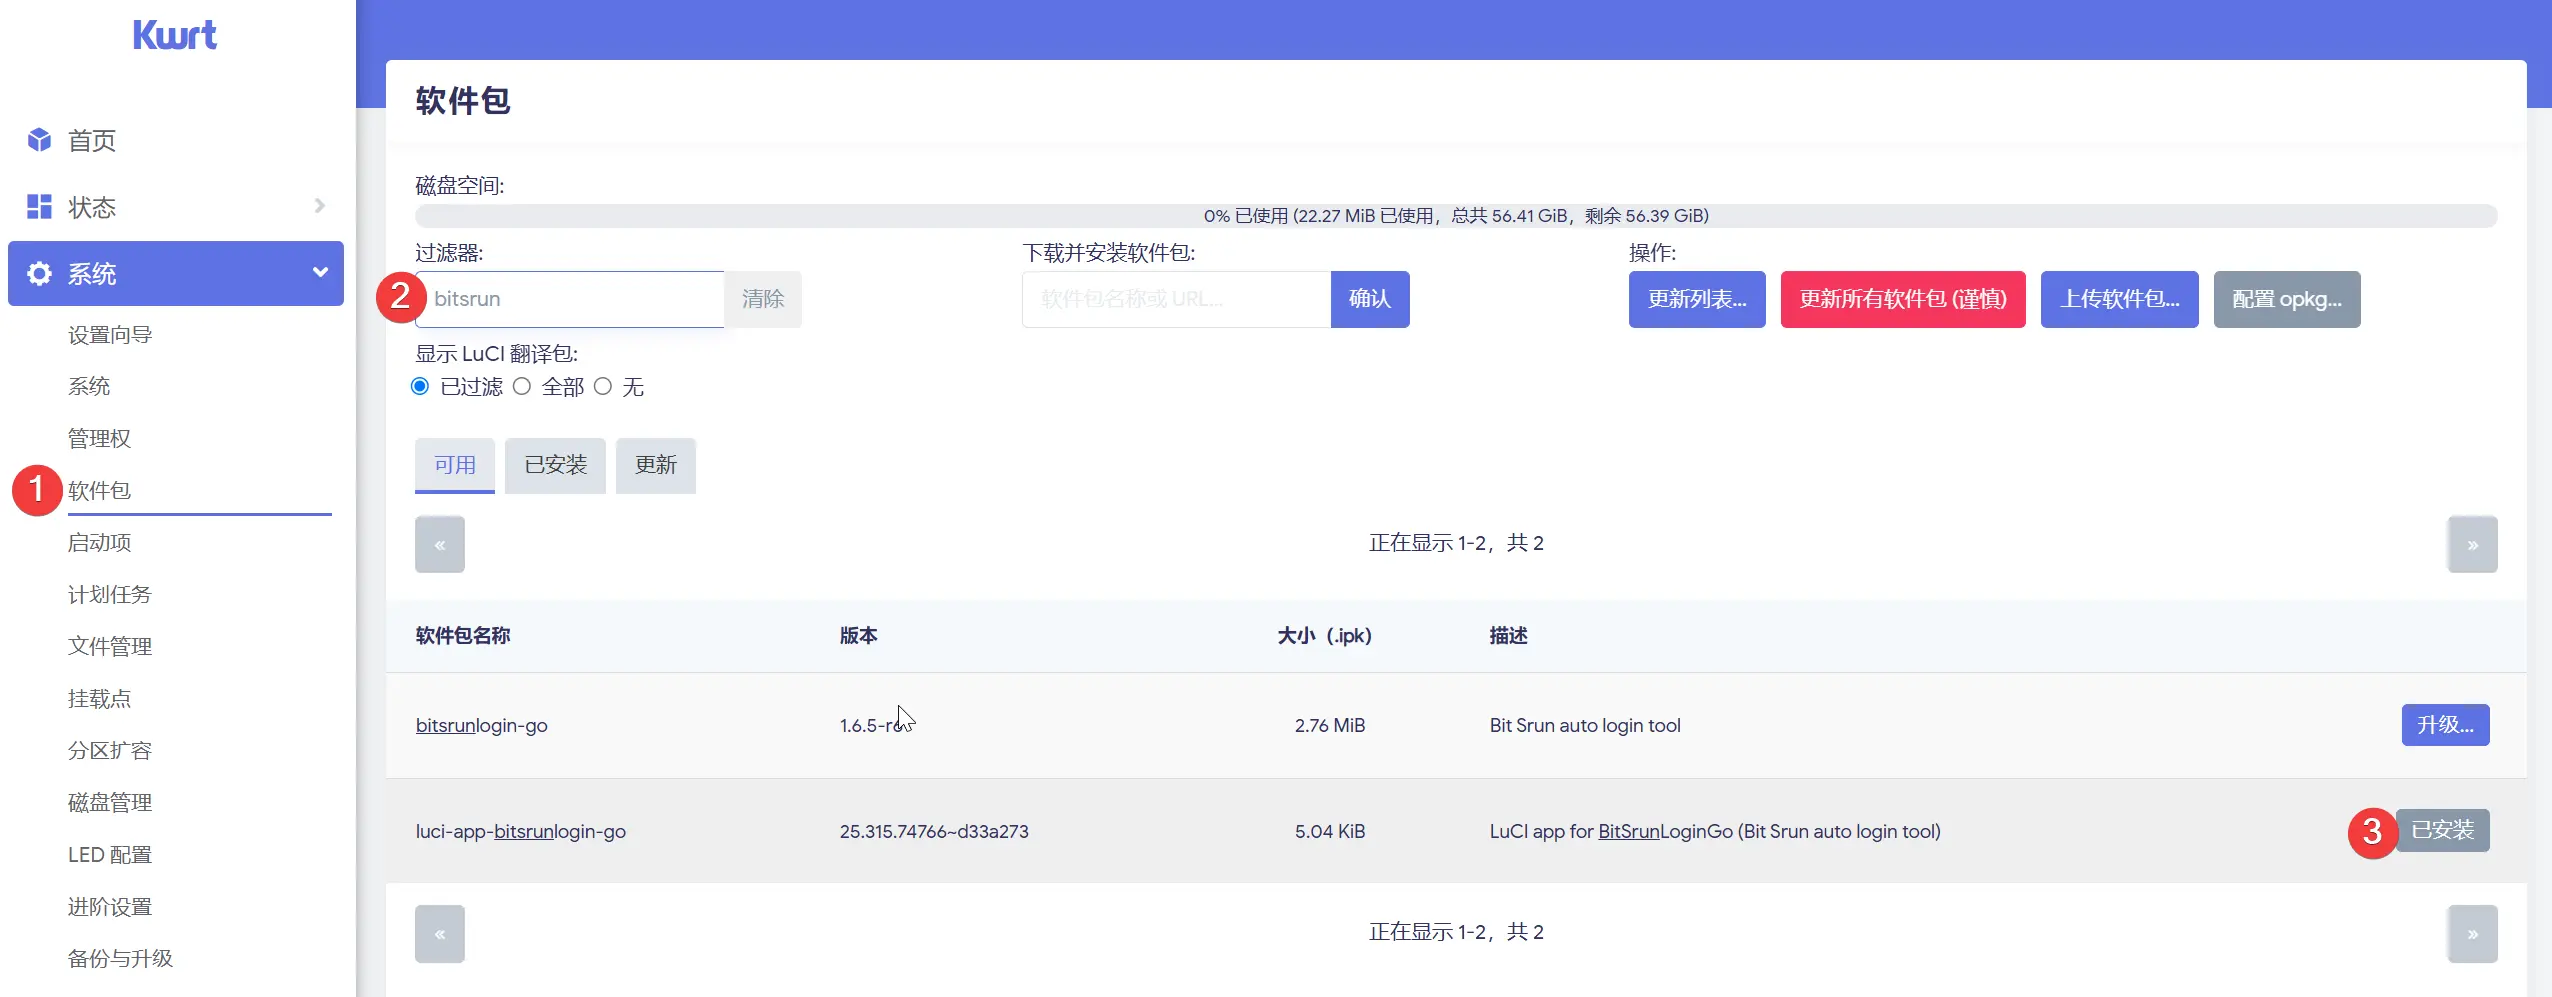 Kwrt
首页
状态
系统
设置向导
系统
管理权
1 软件包
启动项
计划任务
文件管理
挂载点
分区扩容
磁盘管理
LED 配置
进阶设置
备份与升级
软件包
磁盘空间:
0% 已使用 (22.27 MiB 已使用，总共 56.41 GiB，剩余 56.39 GiB)
过滤器: 下载并安装软件包: 操作:
2 bitsrun 清除 软件包名称或 URL... 确认 更新列表... 更新所有软件包 (谨慎) 上传软件包... 配置 opkg...
显示 LuCI 翻译包:
已过滤 全部 无
可用 已安装 更新
« 正在显示 1-2，共 2 »
软件包名称 版本 大小（.ipk） 描述
bitsrunlogin-go 1.6.5-r 2.76 MiB Bit Srun auto login tool 升级...
luci-app-bitsrunlogin-go 25.315.74766~d33a273 5.04 KiB LuCI app for BitSrunLoginGo (Bit Srun auto login tool) 3 已安装
« 正在显示 1-2，共 2 »